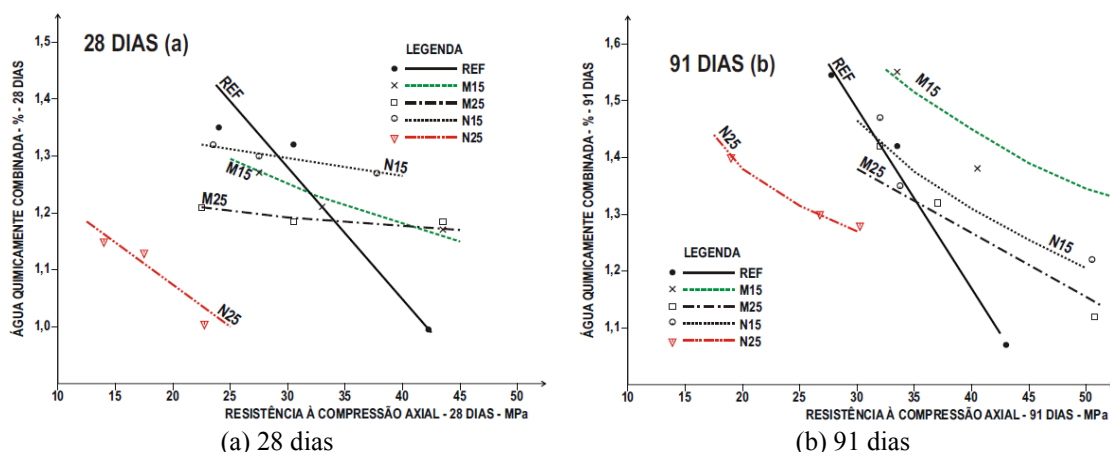 28 DIAS (a)
ÁGUA QUIMICAMENTE COMBINADA - % - 28 DIAS
1,5
1,4
1,3
1,2
1,1
1,0
10
15
20
25
30
35
40
45
50
RESISTÊNCIA À COMPRESSÃO AXIAL - 28 DIAS - MPa
LEGENDA
REF
M15
M25
N15
N25
REF
N15
M15
M25
N25
(a) 28 dias
91 DIAS (b)
ÁGUA QUIMICAMENTE COMBINADA - % - 91 DIAS
1,6
1,5
1,4
1,3
1,2
1,1
10
15
20
25
30
35
40
45
50
RESISTÊNCIA À COMPRESSÃO AXIAL - 91 DIAS - MPa
REF
M15
N25
M25
N15
LEGENDA
REF
M15
M25
N15
N25
(b) 91 dias